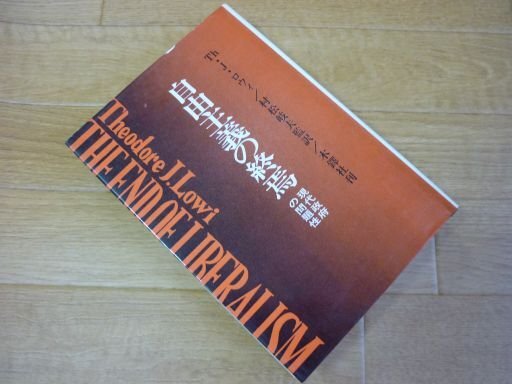 Th・J・ロウィ/村松岐夫監訳/木鐸社刊
自由主義の終焉
現代政府
の問題性
Theodore J.Lowi
THE END OF LIBERALISM